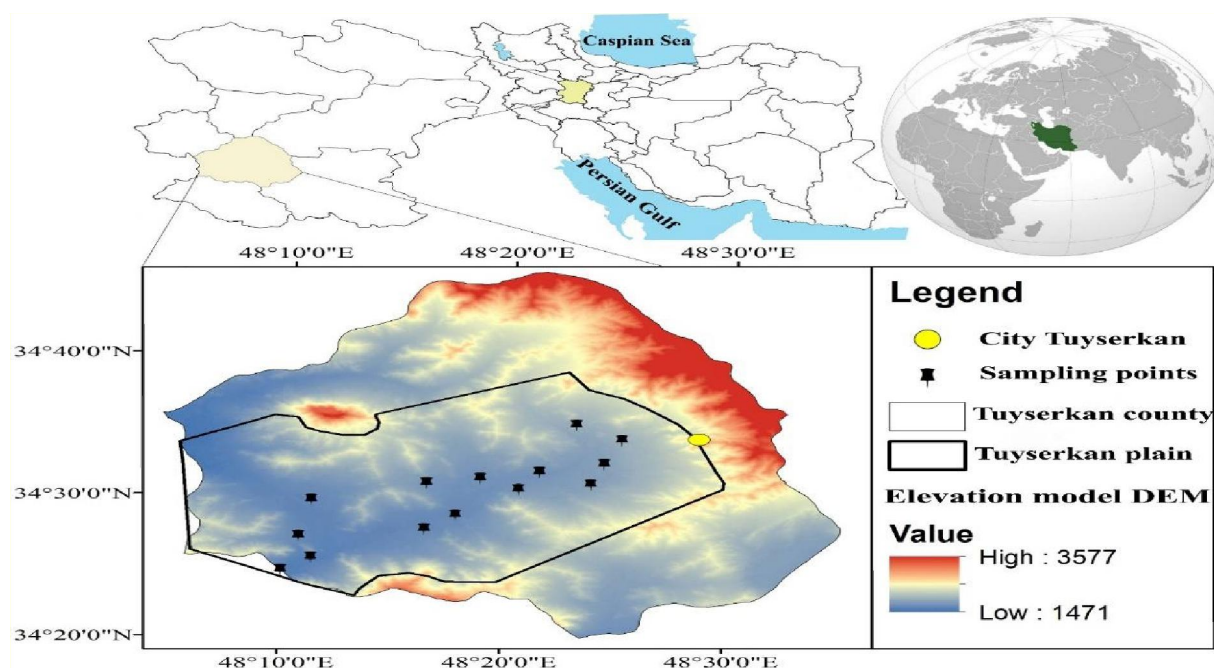 Caspian Sea
Persian Gulf
48°10'0"E 48°20'0"E 48°30'0"E
34°40'0"N
34°30'0"N
34°20'0"N
48°10'0"E 48°20'0"E 48°30'0"E
Legend
City Tuyserkan
Sampling points
Tuyserkan county
Tuyserkan plain
Elevation model DEM
Value
High : 3577
Low : 1471